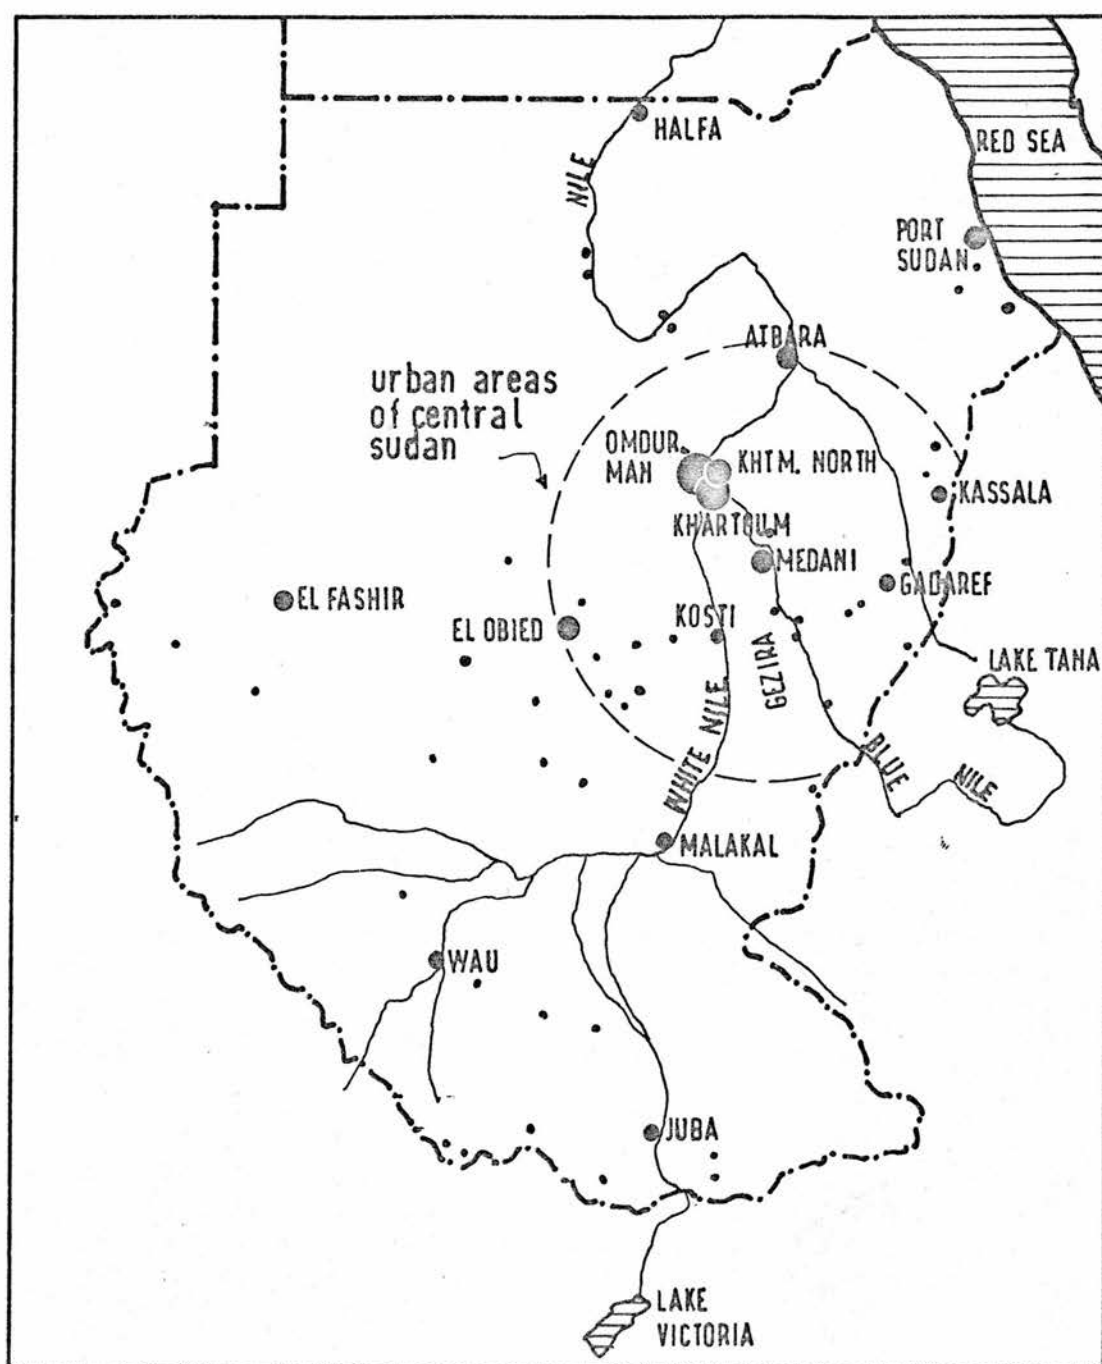 HALFA
NILE
RED SEA
PORT
SUDAN
ATBARA
urban areas
of central
sudan
OMDUR.
MAN
KHTM. NORTH
KHARTOUM
KASSALA
MEDANI
GADAREF
EL FASHIR
EL OBIED
KOSTI
GEZIRA
LAKE TANA
WHITE NILE
BLUE
NILE
MALAKAL
WAU
JUBA
LAKE
VICTORIA